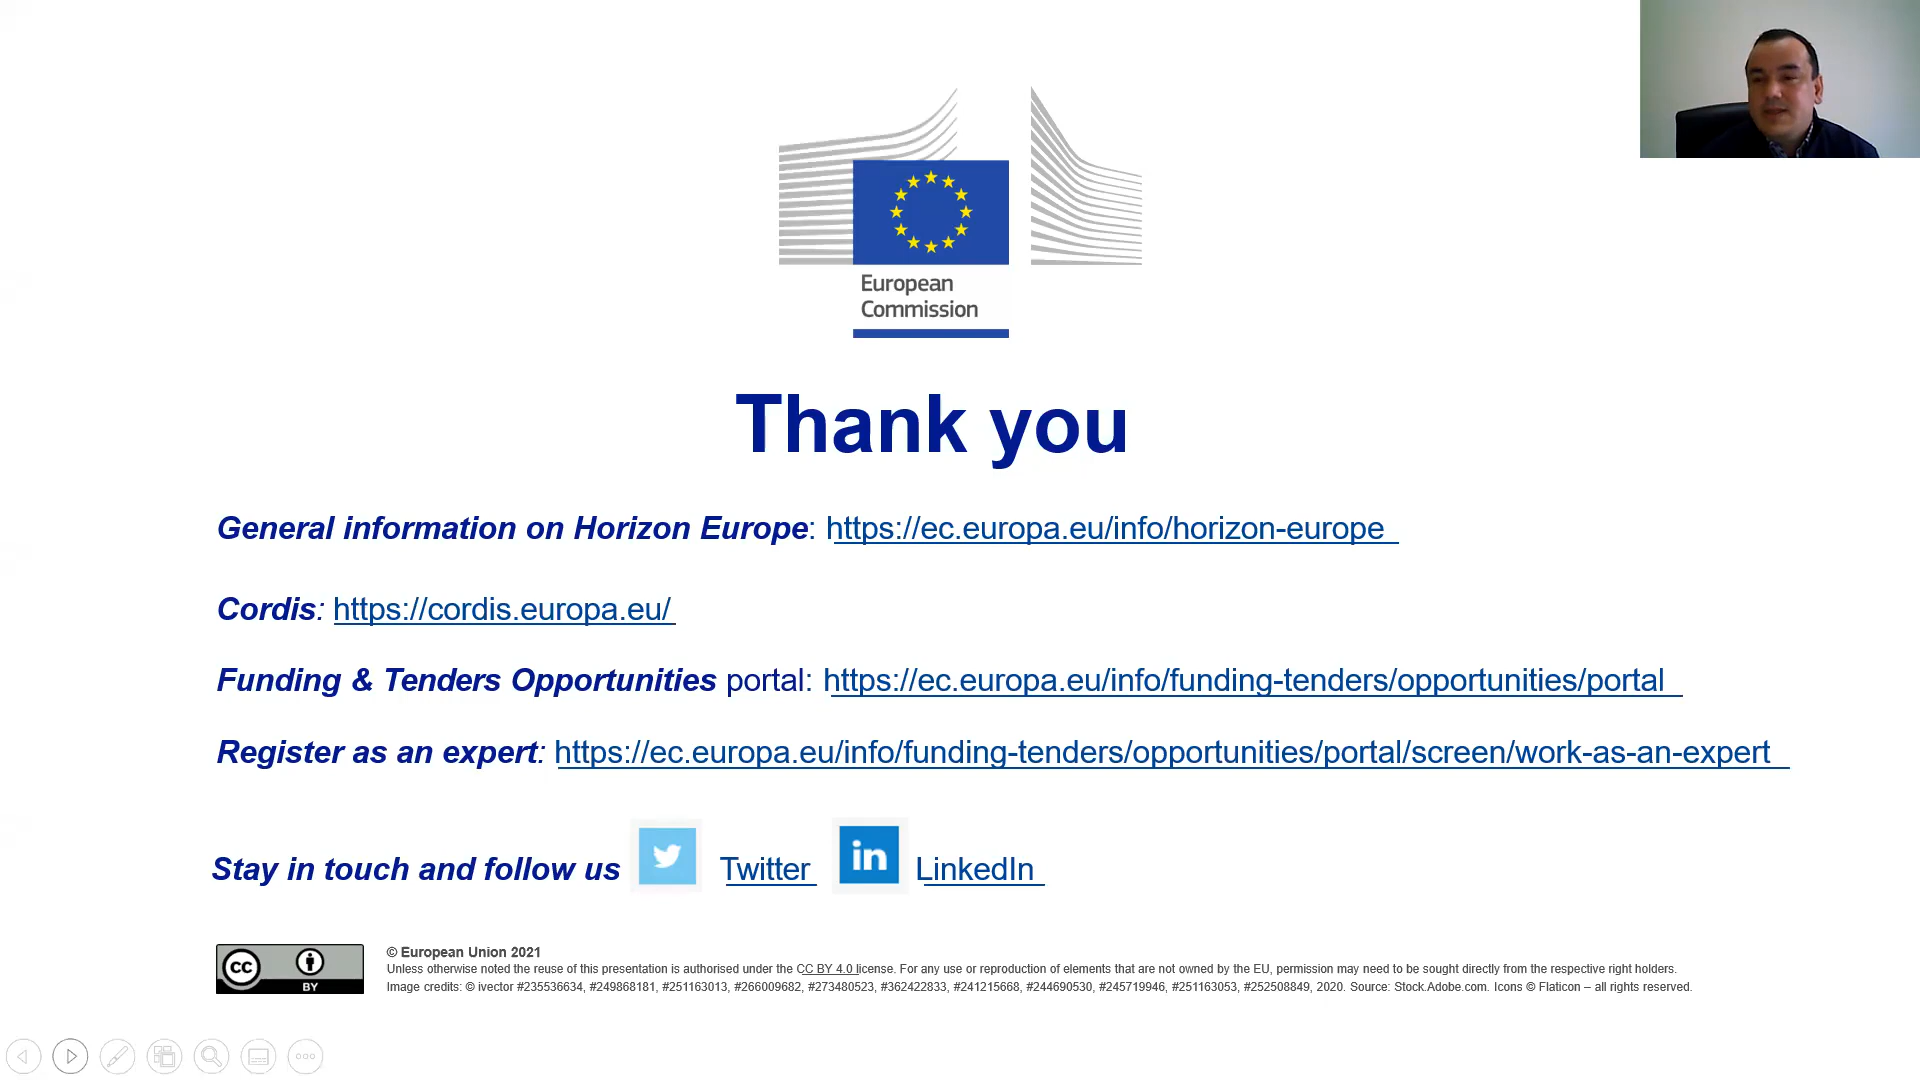 European
Commission
Thank you
General information on Horizon Europe: https://ec.europa.eu/info/horizon-europe
Cordis: https://cordis.europa.eu/
Funding & Tenders Opportunities portal: https://ec.europa.eu/info/funding-tenders/opportunities/portal
Register as an expert: https://ec.europa.eu/info/funding-tenders/opportunities/portal/screen/work-as-an-expert
Stay in touch and follow us Twitter in LinkedIn
© European Union 2021
Unless otherwise noted the reuse of this presentation is authorised under the CC BY 4.0 license. For any use or reproduction of elements that are not owned by the EU, permission may need to be sought directly from the respective right holders.
Image credits: © ivector #235536634, #249868181, #251163013, #266009682, #273480523, #362422833, #241215668, #244690530, #245719946, #251163053, #252508849, 2020. Source: Stock.Adobe.com. Icons © Flaticon – all rights reserved.
CC
BY